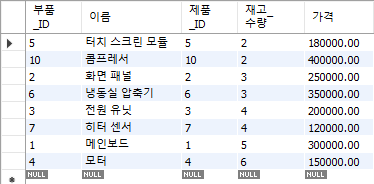 부품_ID 이름 제품_ID 재고_수량 가격
5 터치 스크린 모듈 5 2 180000.00
10 콤프레서 10 2 400000.00
2 화면 패널 2 3 250000.00
6 냉동실 압축기 6 3 350000.00
3 전원 유닛 3 4 200000.00
7 히터 센서 7 4 120000.00
1 메인보드 1 5 300000.00
4 모터 4 6 150000.00
NULL NULL NULL NULL NULL